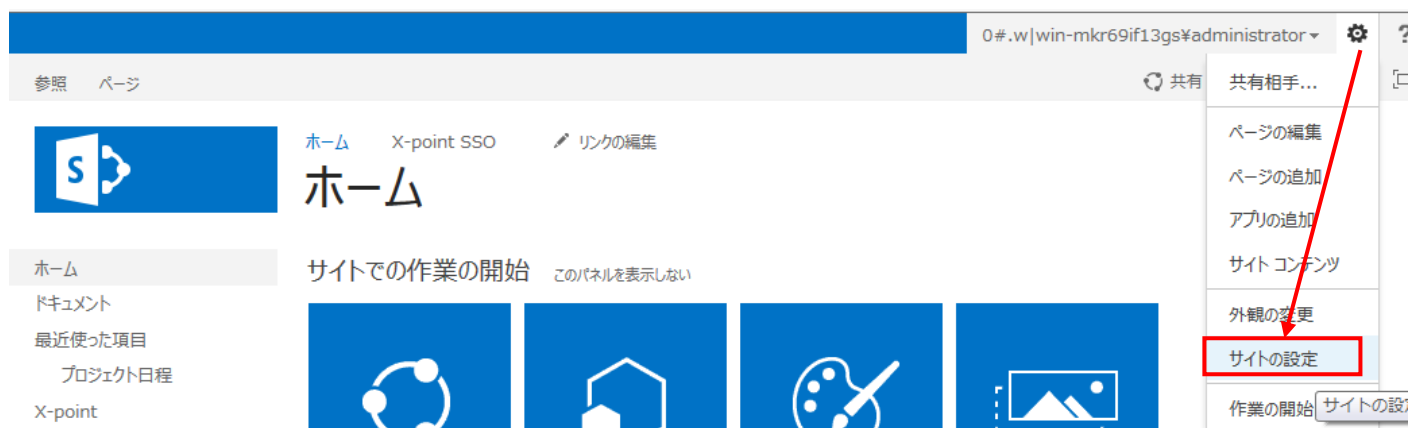 0#.w|win-mkr69if13gs¥administrator
?
参照 ページ
共有
共有相手...
ページの編集
ページの追加
アプリの追加
サイト コンテンツ
外観の変更
サイトの設定
作業の開始
サイトの設定
S
ホーム X-point SSO リンクの編集
ホーム
ホーム
ドキュメント
最近使った項目
プロジェクト日程
X-point
サイトでの作業の開始 このパネルを表示しない